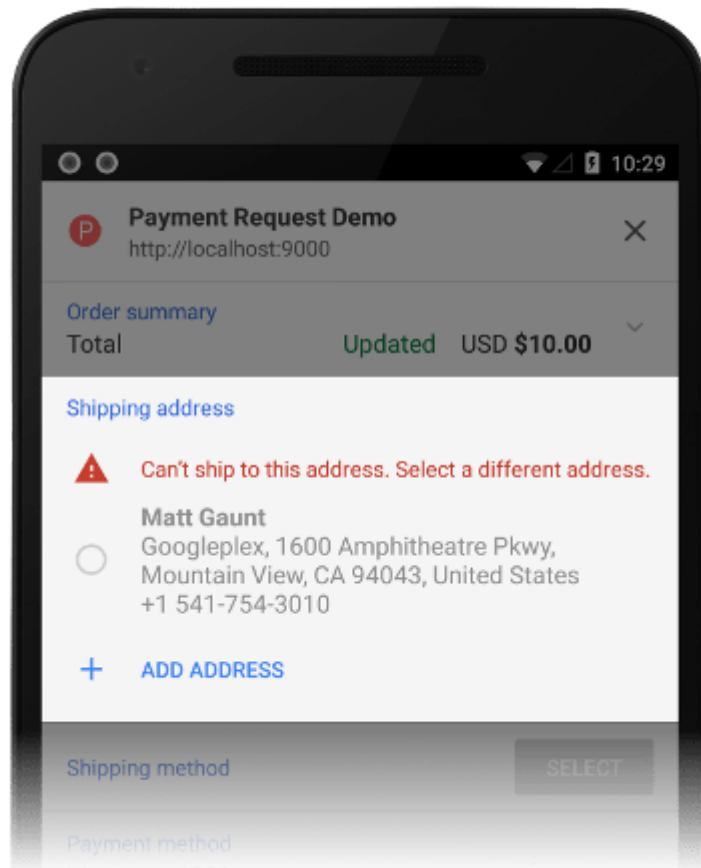 10:29
P
Payment Request Demo
http://localhost:9000
Order summary
Total Updated USD $10.00
Shipping address
Can't ship to this address. Select a different address.
Matt Gaunt
Googleplex, 1600 Amphitheatre Pkwy,
Mountain View, CA 94043, United States
+1 541-754-3010
+ ADD ADDRESS
Shipping method SELECT
Payment method